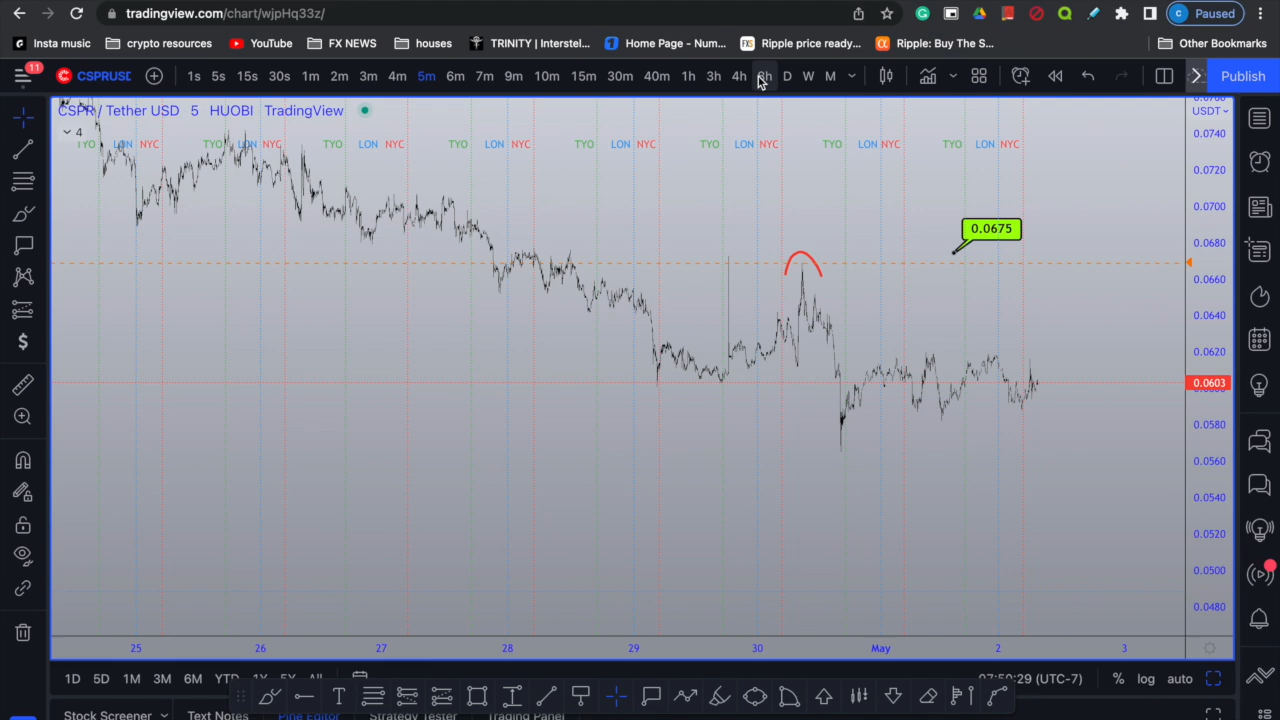 tradingview.com/chart/wjpHq33z/
Paused
Insta music
crypto resources
YouTube
FX NEWS
houses
TRINITY | Interstel...
Home Page - Num...
Ripple price ready...
Ripple: Buy The S...
Other Bookmarks
11
CSPRUSD 1s 5s 15s 30s 1m 2m 3m 4m 5m 6m 7m 9m 10m 15m 30m 40m 1h 3h 4h D W M
Publish
CSPR / Tether USD 5 HUOBI TradingView
USDT
4
TYO LON NYC TYO LON NYC TYO LON NYC TYO LON NYC TYO LON NYC TYO LON NYC TYO LON NYC TYO LON NYC
0.0740
0.0720
0.0700
0.0675
0.0680
0.0660
0.0640
0.0620
0.0603
0.0580
0.0560
0.0540
0.0520
0.0500
0.0480
25 26 27 28 29 30 May 2 3
1D 5D 1M 3M 6M YTD 1Y 5Y All
07:50:29 (UTC-7) % log auto
Stock Screener Text Notes Pine Editor Strategy Tester Trading Panel